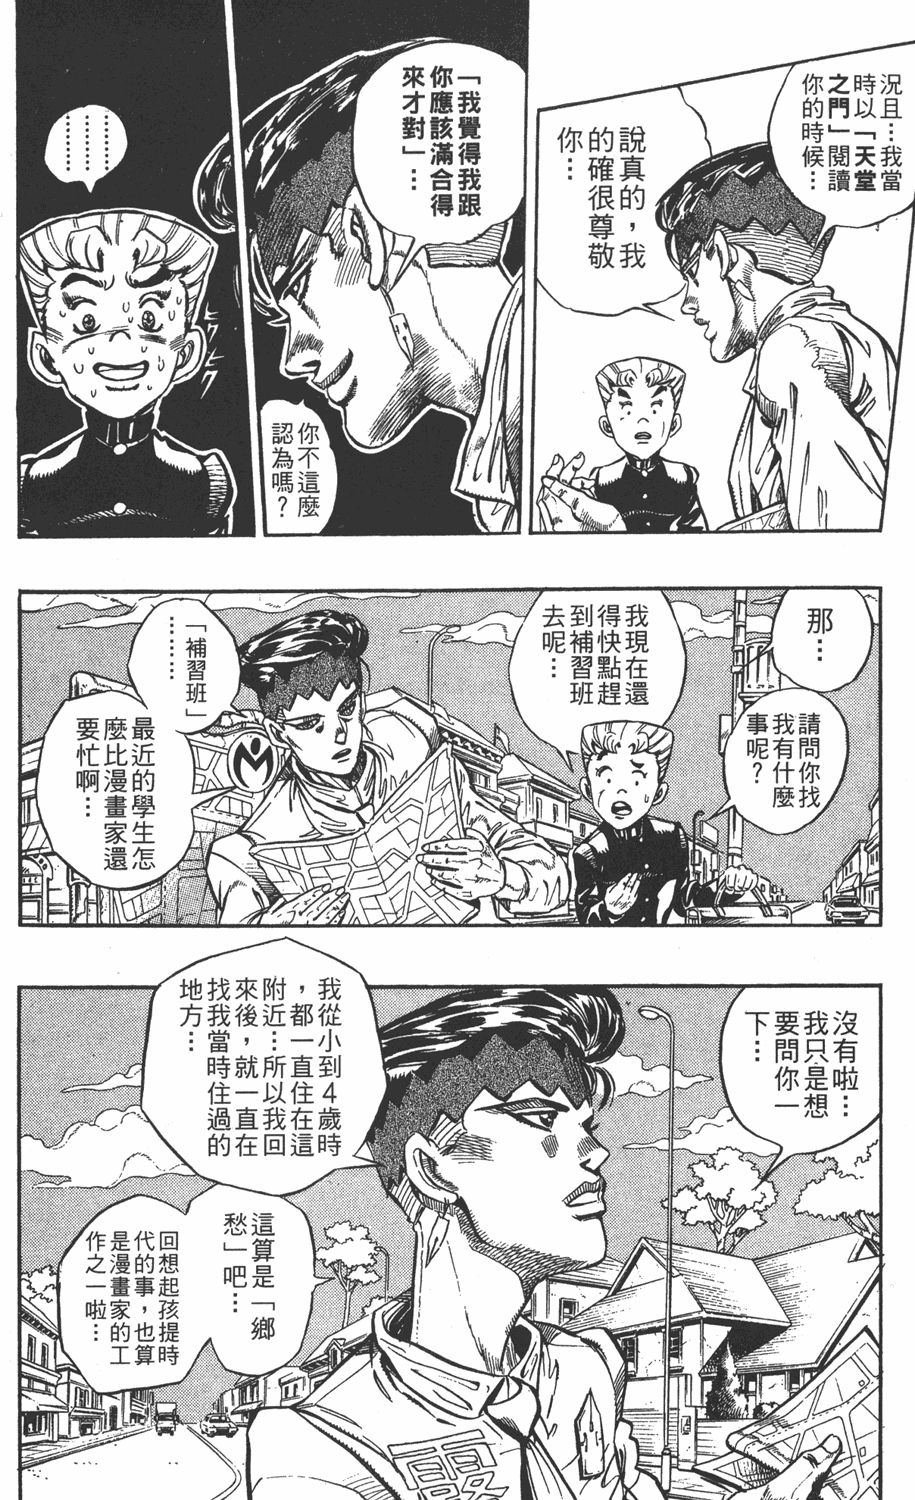 況且…我當
時以「天堂
之門」閱讀
你的時候…
說真的，我
的確很尊敬
你…
「我覺得我跟
你應該滿合得
來才對」…
你不這麼
認為嗎？
………
………
ビクビク
那…
請問你找
我有什麼
事呢？
我現在還
得快點趕
到補習班
去呢…
「補習班」
………
最近的學生怎
麼比漫畫家還
要忙啊…
沒有啦…
我只是想
要問你一
下…
我從小到4歲時
，都一直住在這
附近…所以我回
來後，就一直在
找我當時住過的
地方…
這算是「鄉
愁」吧…
回想起孩提時
代的事，也算
是漫畫家的工
作之一啦…
露